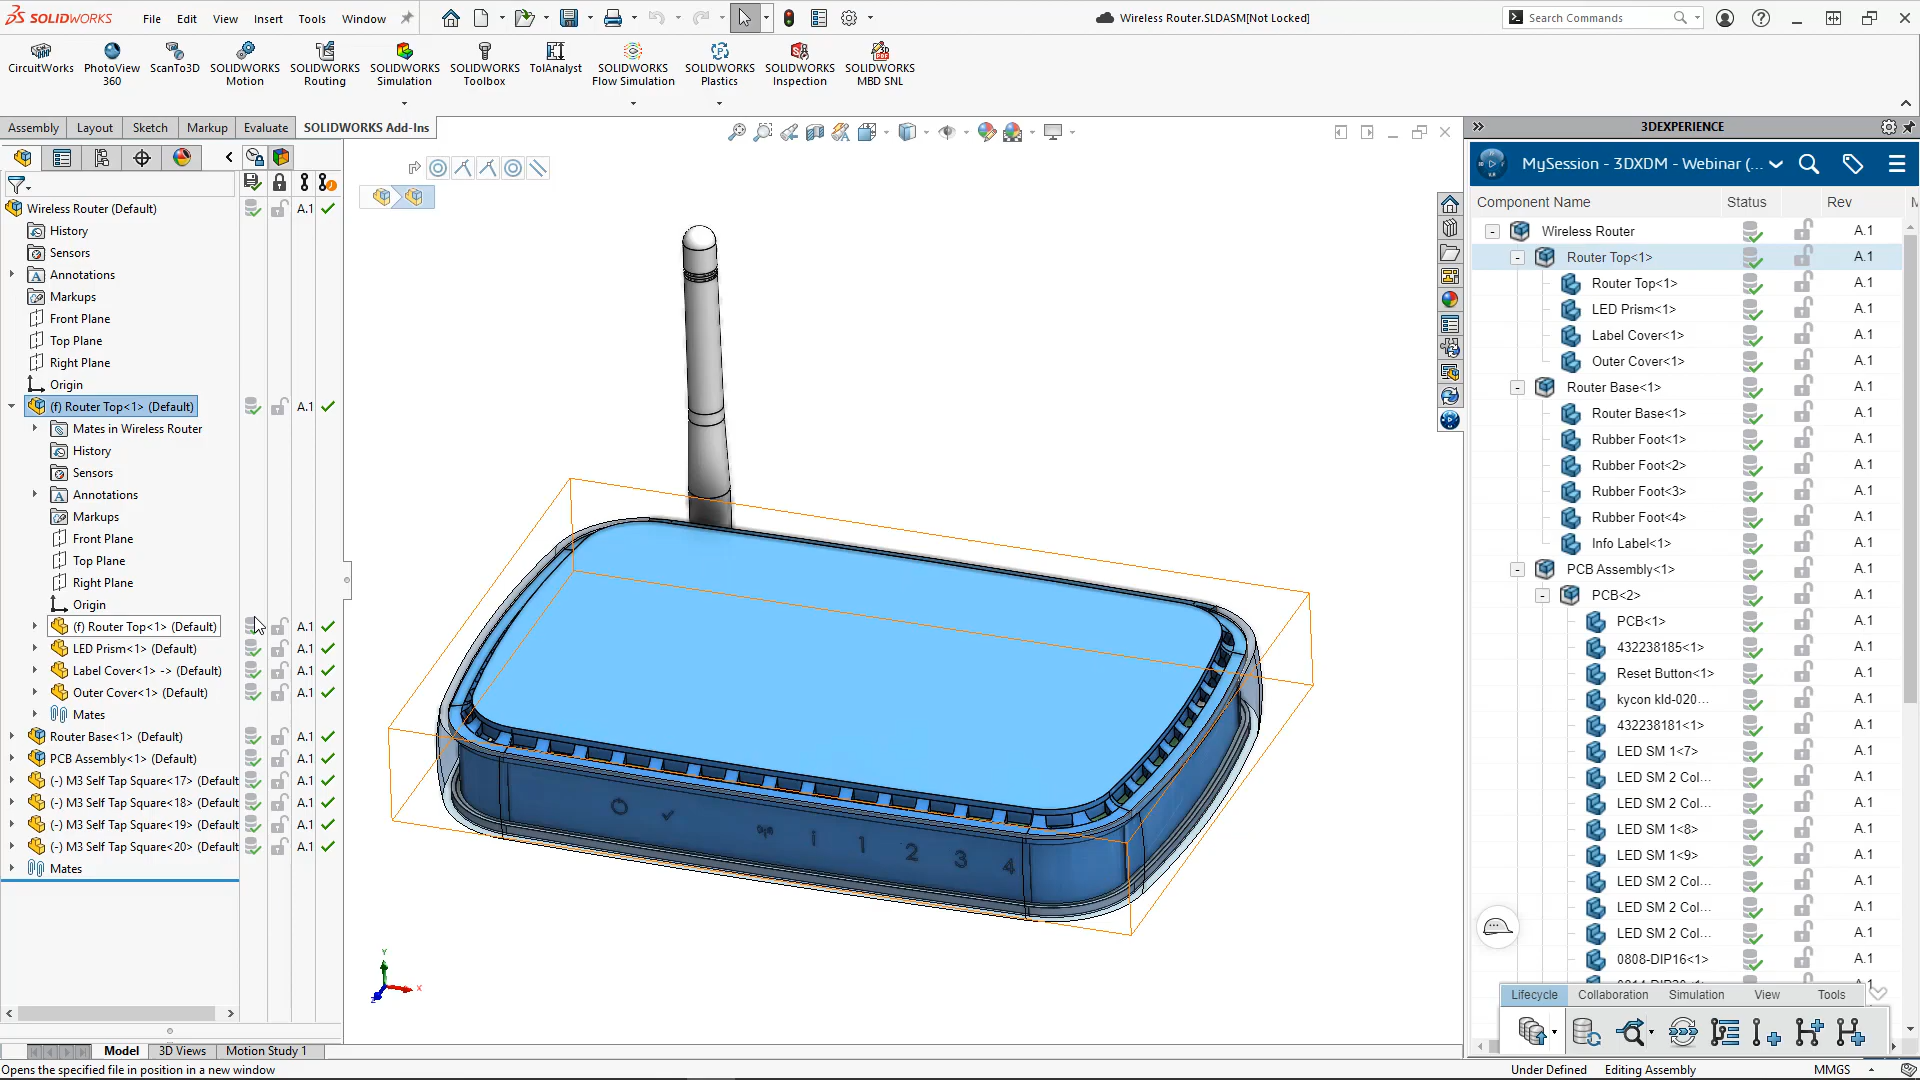 SOLIDWORKS File Edit View Insert Tools Window
Wireless Router.SLDASM[Not Locked]
Search Commands
CircuitWorks
PhotoView
360
ScanTo3D
SOLIDWORKS
Motion
SOLIDWORKS
Routing
SOLIDWORKS
Simulation
SOLIDWORKS
Toolbox
TolAnalyst
SOLIDWORKS
Flow Simulation
SOLIDWORKS
Plastics
SOLIDWORKS
Inspection
SOLIDWORKS
MBD SNL
Assembly Layout Sketch Markup Evaluate SOLIDWORKS Add-Ins
Wireless Router (Default) A.1
History
Sensors
Annotations
Markups
Front Plane
Top Plane
Right Plane
Origin
(f) Router Top<1> (Default) A.1
Mates in Wireless Router
History
Sensors
Annotations
Markups
Front Plane
Top Plane
Right Plane
Origin
(f) Router Top<1> (Default) A.1
LED Prism<1> (Default) A.1
Label Cover<1> -> (Default) A.1
Outer Cover<1> (Default) A.1
Mates
Router Base<1> (Default) A.1
PCB Assembly<1> (Default) A.1
(-) M3 Self Tap Square<17> (Default A.1
(-) M3 Self Tap Square<18> (Default A.1
(-) M3 Self Tap Square<19> (Default A.1
(-) M3 Self Tap Square<20> (Default A.1
Mates
i 1 2 3 4
Y
X
Z
3DEXPERIENCE
MySession - 3DXDM - Webinar (...
Component Name Status Rev M
Wireless Router A.1
Router Top<1> A.1
Router Top<1> A.1
LED Prism<1> A.1
Label Cover<1> A.1
Outer Cover<1> A.1
Router Base<1> A.1
Router Base<1> A.1
Rubber Foot<1> A.1
Rubber Foot<2> A.1
Rubber Foot<3> A.1
Rubber Foot<4> A.1
Info Label<1> A.1
PCB Assembly<1> A.1
PCB<2> A.1
PCB<1> A.1
432238185<1> A.1
Reset Button<1> A.1
kycon kld-020... A.1
432238181<1> A.1
LED SM 1<7> A.1
LED SM 2 Col... A.1
LED SM 2 Col... A.1
LED SM 1<8> A.1
LED SM 1<9> A.1
LED SM 2 Col... A.1
LED SM 2 Col... A.1
LED SM 2 Col... A.1
0808-DIP16<1> A.1
Lifecycle Collaboration Simulation View Tools
Model 3D Views Motion Study 1
Opens the specified file in position in a new window
Under Defined Editing Assembly MMGS